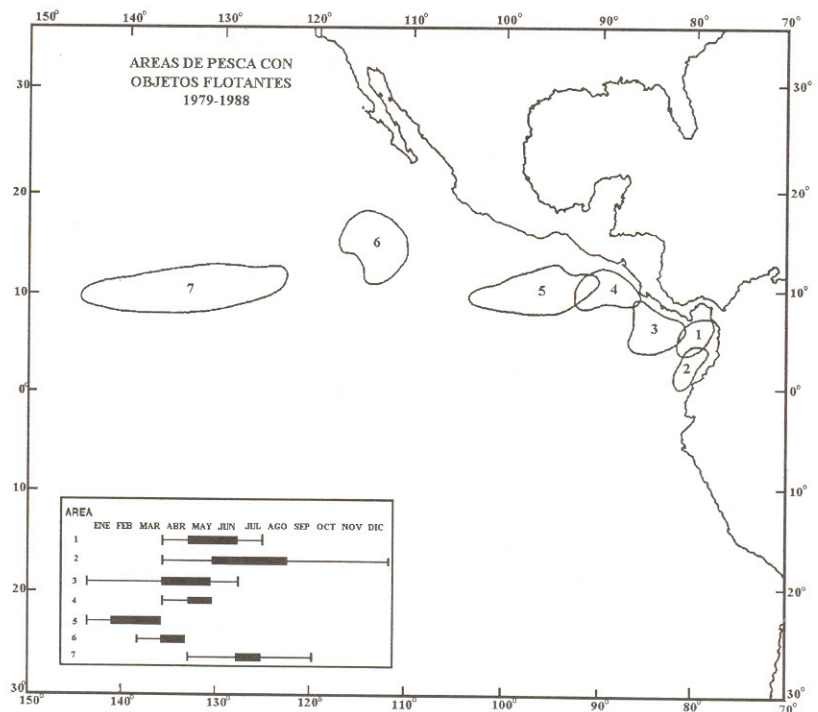 150° 140° 130° 120° 110° 100° 90° 80° 70°
AREAS DE PESCA CON
OBJETOS FLOTANTES
1979-1988
30 30°
20 20°
6
7 5 4
10 10°
3 1
2
0° 0°
10 10°
AREA
ENE FEB MAR ABR MAY JUN JUL AGO SEP OCT NOV DIC
1
2
3
4
5
6
7
20 20°
30° 30°
150° 140° 130° 120° 110° 100° 90° 80° 70°